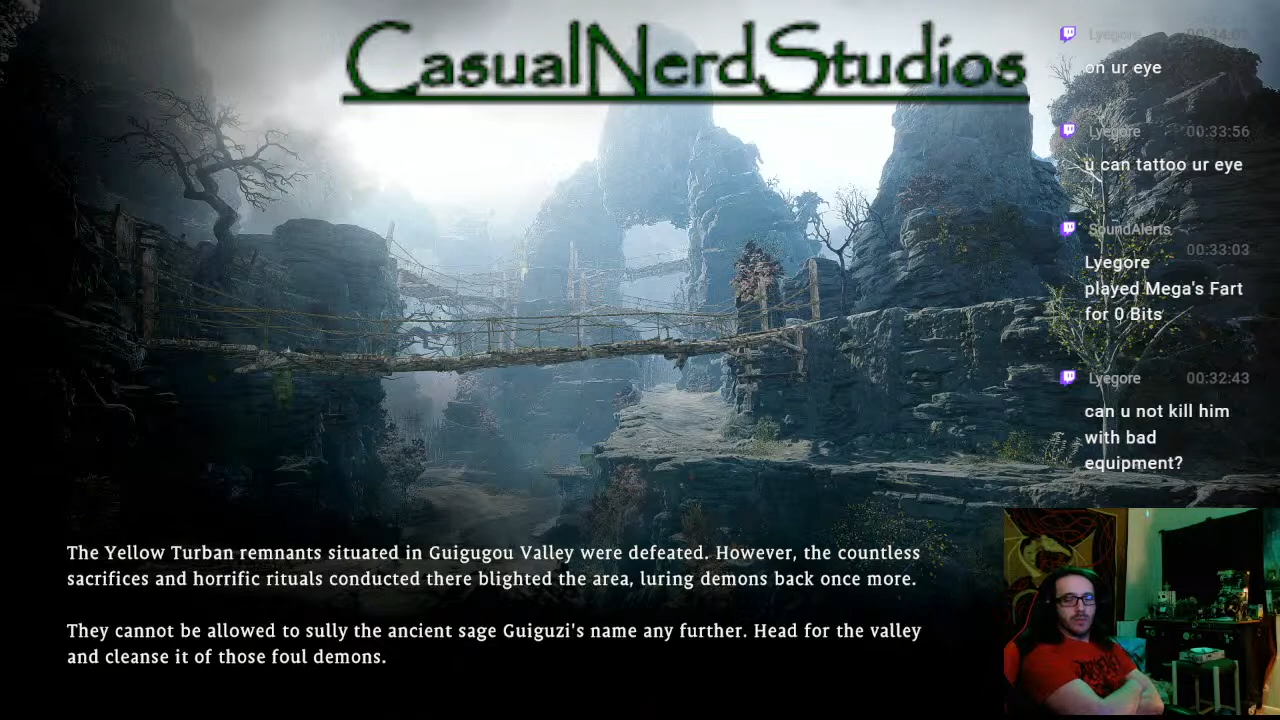 CasualNerdStudios
Lyegore 00:34:0
on ur eye
Lyegore 00:33:56
u can tattoo ur eye
SoundAlerts
00:33:03
Lyegore
played Mega's Fart
for 0 Bits
Lyegore 00:32:43
can u not kill him
with bad
equipment?
The Yellow Turban remnants situated in Guigugou Valley were defeated. However, the countless
sacrifices and horrific rituals conducted there blighted the area, luring demons back once more.
They cannot be allowed to sully the ancient sage Guiguzi's name any further. Head for the valley
and cleanse it of those foul demons.